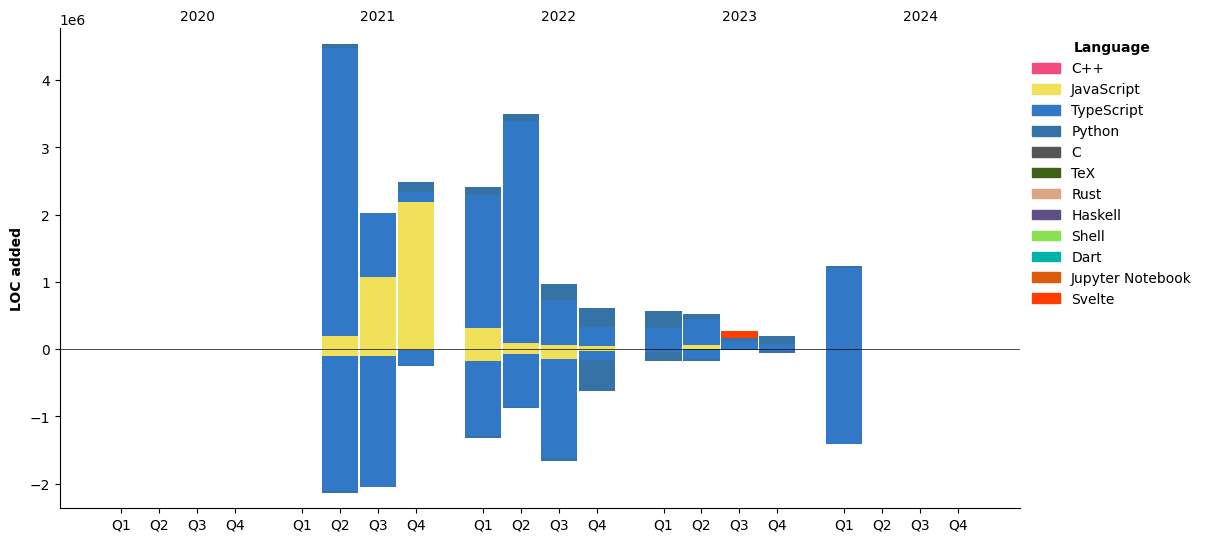 1e6
2020 2021 2022 2023 2024
LOC added
4
3
2
1
0
−1
−2
Q1 Q2 Q3 Q4 Q1 Q2 Q3 Q4 Q1 Q2 Q3 Q4 Q1 Q2 Q3 Q4 Q1 Q2 Q3 Q4
Language
C++
JavaScript
TypeScript
Python
C
TeX
Rust
Haskell
Shell
Dart
Jupyter Notebook
Svelte